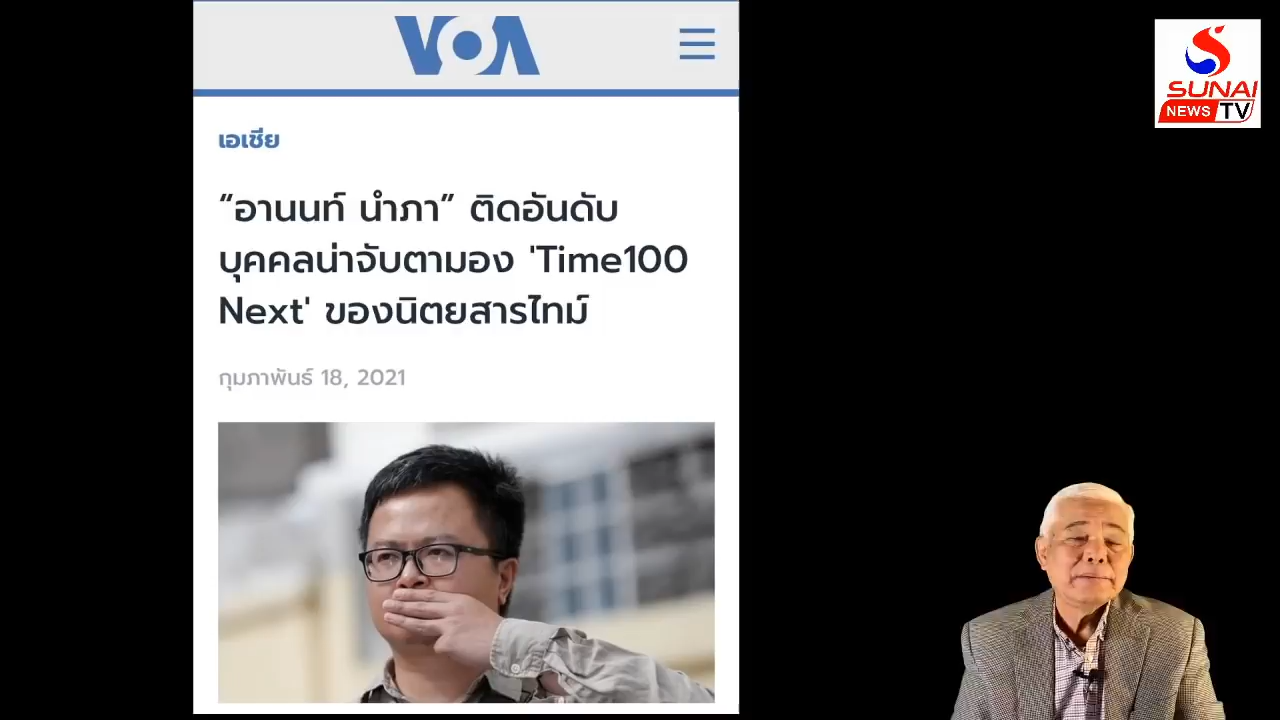 VOA
SUNAI
NEWS TV
เอเชีย
“อานนท์ นำภา” ติดอันดับ
บุคคลน่าจับตามอง 'Time100
Next' ของนิตยสารไทม์
กุมภาพันธ์ 18, 2021